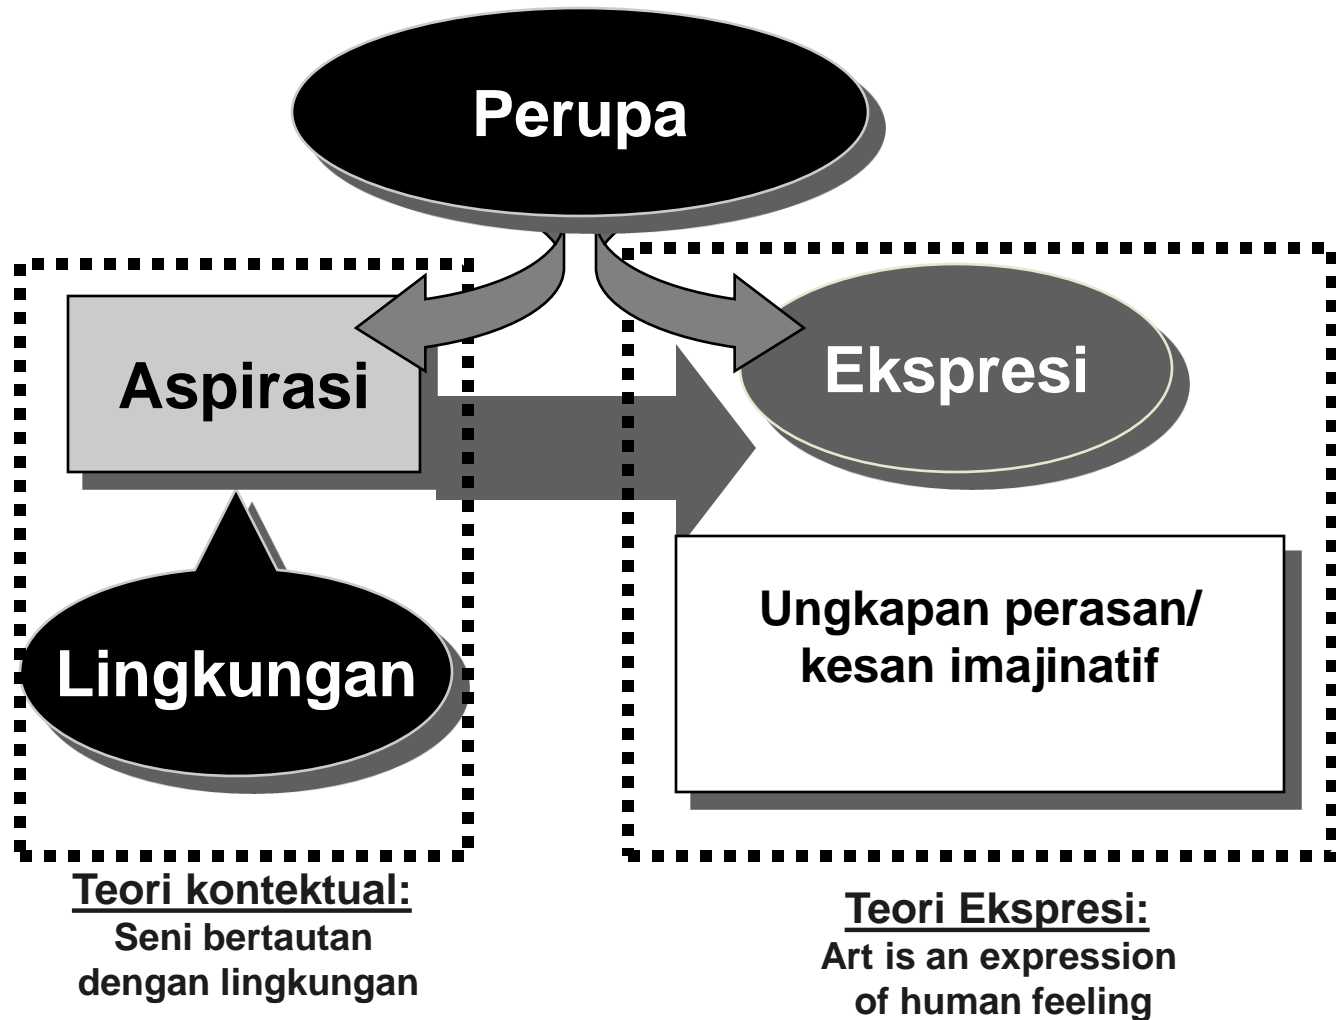 Perupa
Aspirasi
Ekspresi
Lingkungan
Ungkapan perasan/
kesan imajinatif
Teori kontektual:
Seni bertautan
dengan lingkungan
Teori Ekspresi:
Art is an expression
of human feeling